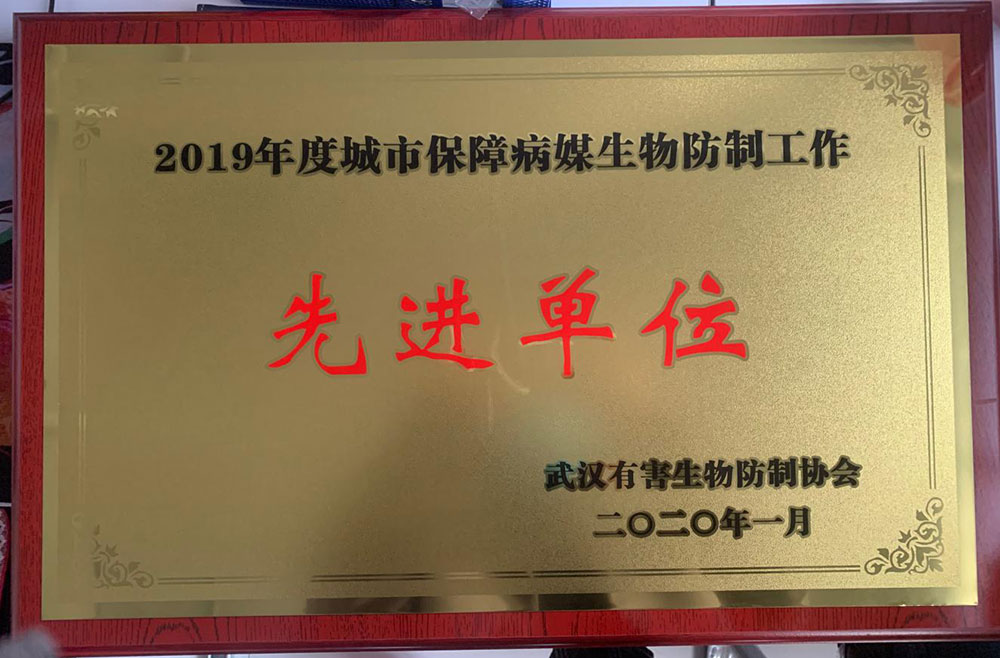 2019年度城市保障病媒生物防制工作
先进单位
武汉有害生物防制协会
二〇二〇年一月